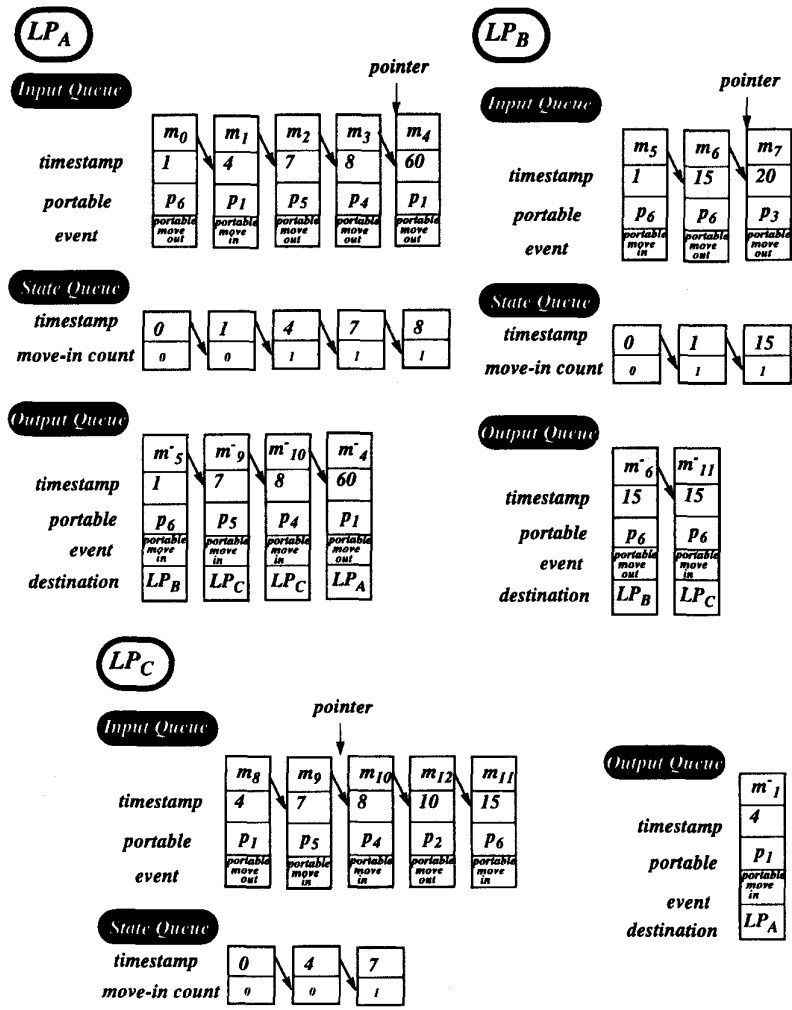 LP_A
Input Queue
pointer
m_0 m_1 m_2 m_3 m_4
timestamp 1 4 7 8 60
portable p_6 p_1 p_5 p_4 p_1
event portable move out portable move in portable move out portable move out portable move out
State Queue
timestamp 0 1 4 7 8
move-in count 0 0 1 1 1
Output Queue
m^-_5 m^-_9 m^-_10 m^-_4
timestamp 1 7 8 60
portable p_6 p_5 p_4 p_1
event portable move in portable move in portable move in portable move out
destination LP_B LP_C LP_C LP_A
LP_B
Input Queue
pointer
m_5 m_6 m_7
timestamp 1 15 20
portable p_6 p_6 p_3
event portable move in portable move out portable move out
State Queue
timestamp 0 1 15
move-in count 0 1 1
Output Queue
m^-_6 m^-_11
timestamp 15 15
portable p_6 p_6
event portable move out portable move in
destination LP_B LP_C
LP_C
Input Queue
pointer
m_8 m_9 m_10 m_12 m_11
timestamp 4 7 8 10 15
portable p_1 p_5 p_4 p_2 p_6
event portable move out portable move in portable move in portable move out portable move in
State Queue
timestamp 0 4 7
move-in count 0 0 1
Output Queue
m^-_1
timestamp 4
portable p_1
event portable move in
destination LP_A